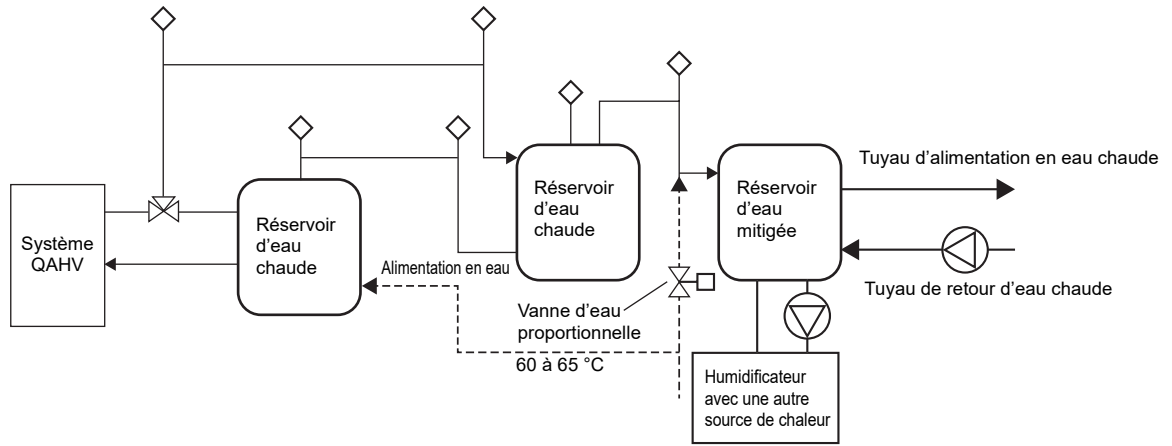 Système
QAHV
Réservoir
d’eau
chaude
Alimentation en eau
Réservoir
d’eau
chaude
Vanne d’eau
proportionnelle
60 à 65 °C
Réservoir
d’eau
mitigée
Tuyau d’alimentation en eau chaude
Tuyau de retour d’eau chaude
Humidificateur
avec une autre
source de chaleur